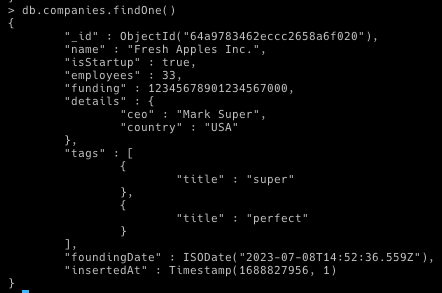 > db.companies.findOne()
{
        "_id" : ObjectId("64a9783462eccc2658a6f020"),
        "name" : "Fresh Apples Inc.",
        "isStartup" : true,
        "employees" : 33,
        "funding" : 12345678901234567000,
        "details" : {
                "ceo" : "Mark Super",
                "country" : "USA"
        },
        "tags" : [
                {
                        "title" : "super"
                },
                {
                        "title" : "perfect"
                }
        ],
        "foundingDate" : ISODate("2023-07-08T14:52:36.559Z"),
        "insertedAt" : Timestamp(1688827956, 1)
}